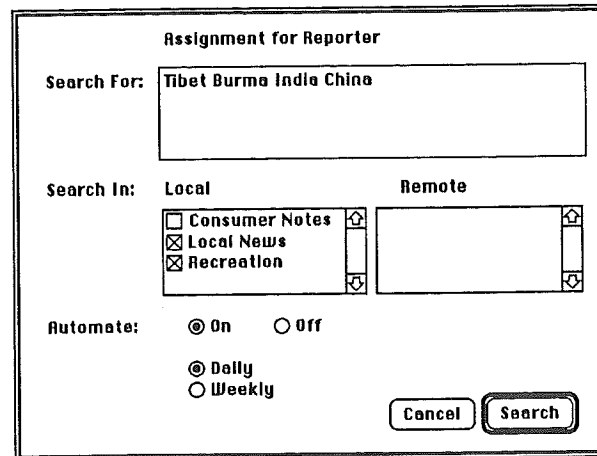 Assignment for Reporter
Search For: Tibet Burma India China
Search In: Local Remote
Consumer Notes
Local News
Recreation
Automate: On Off
Daily
Weekly
Cancel Search